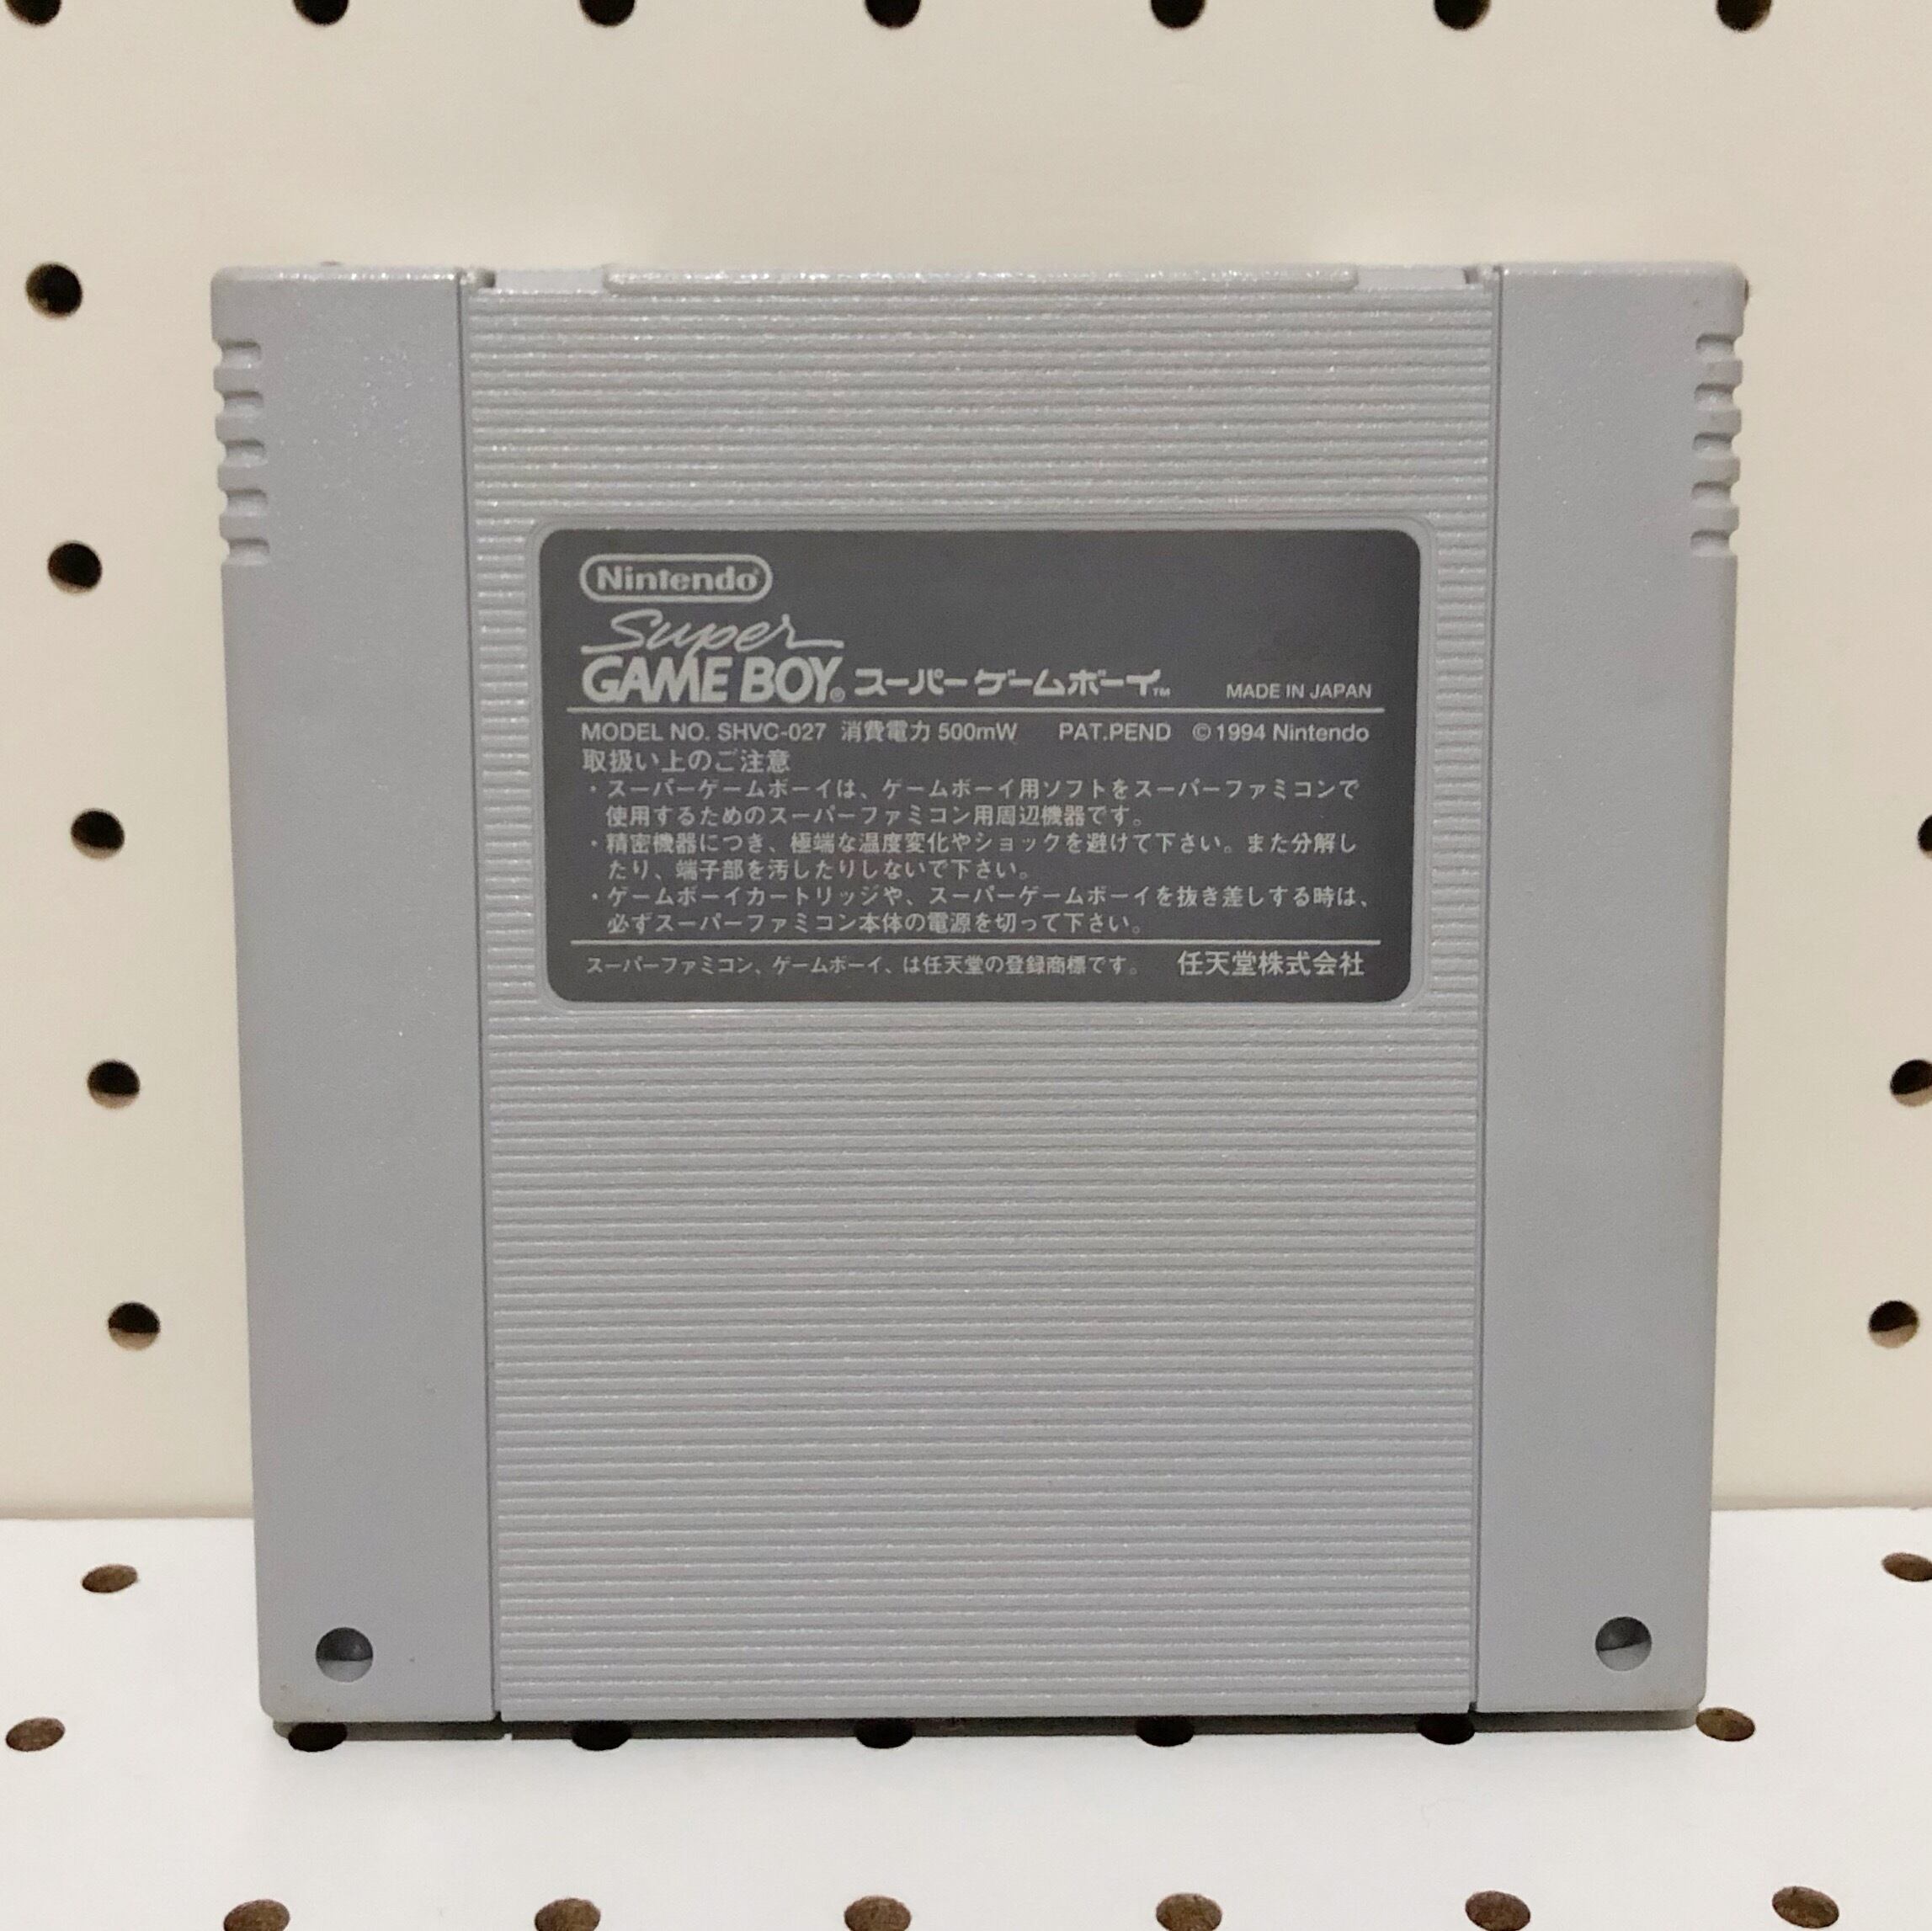 Nintendo
Super
GAME BOY® スーパーゲームボーイ™ MADE IN JAPAN
MODEL NO. SHVC-027 消費電力 500mW PAT.PEND ©1994 Nintendo
取扱い上のご注意
・スーパーゲームボーイは、ゲームボーイ用ソフトをスーパーファミコンで
使用するためのスーパーファミコン用周辺機器です。
・精密機器につき、極端な温度変化やショックを避けて下さい。また分解し
たり、端子部を汚したりしないで下さい。
・ゲームボーイカートリッジや、スーパーゲームボーイを抜き差しする時は、
必ずスーパーファミコン本体の電源を切って下さい。
スーパーファミコン、ゲームボーイ、は任天堂の登録商標です。 任天堂株式会社